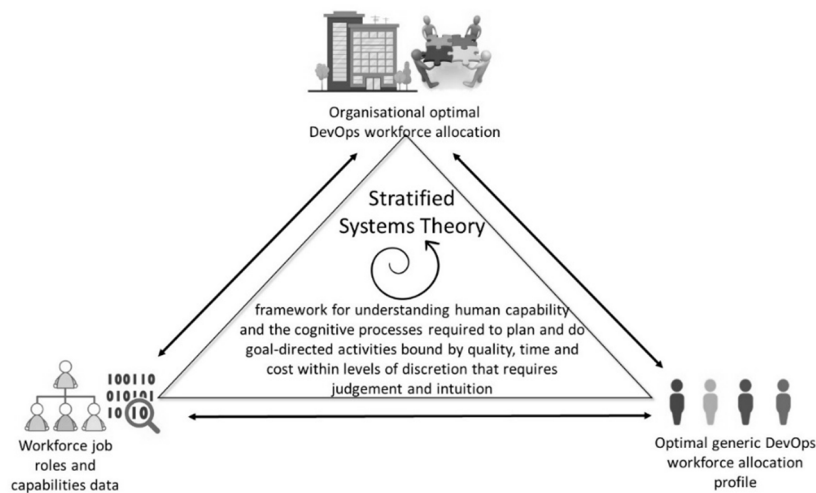 Organisational optimal
DevOps workforce allocation
Stratified
Systems Theory
framework for understanding human capability
and the cognitive processes required to plan and do
goal-directed activities bound by quality, time and
cost within levels of discretion that requires
judgement and intuition
100110
010101
10 10
Workforce job
roles and
capabilities data
Optimal generic DevOps
workforce allocation
profile